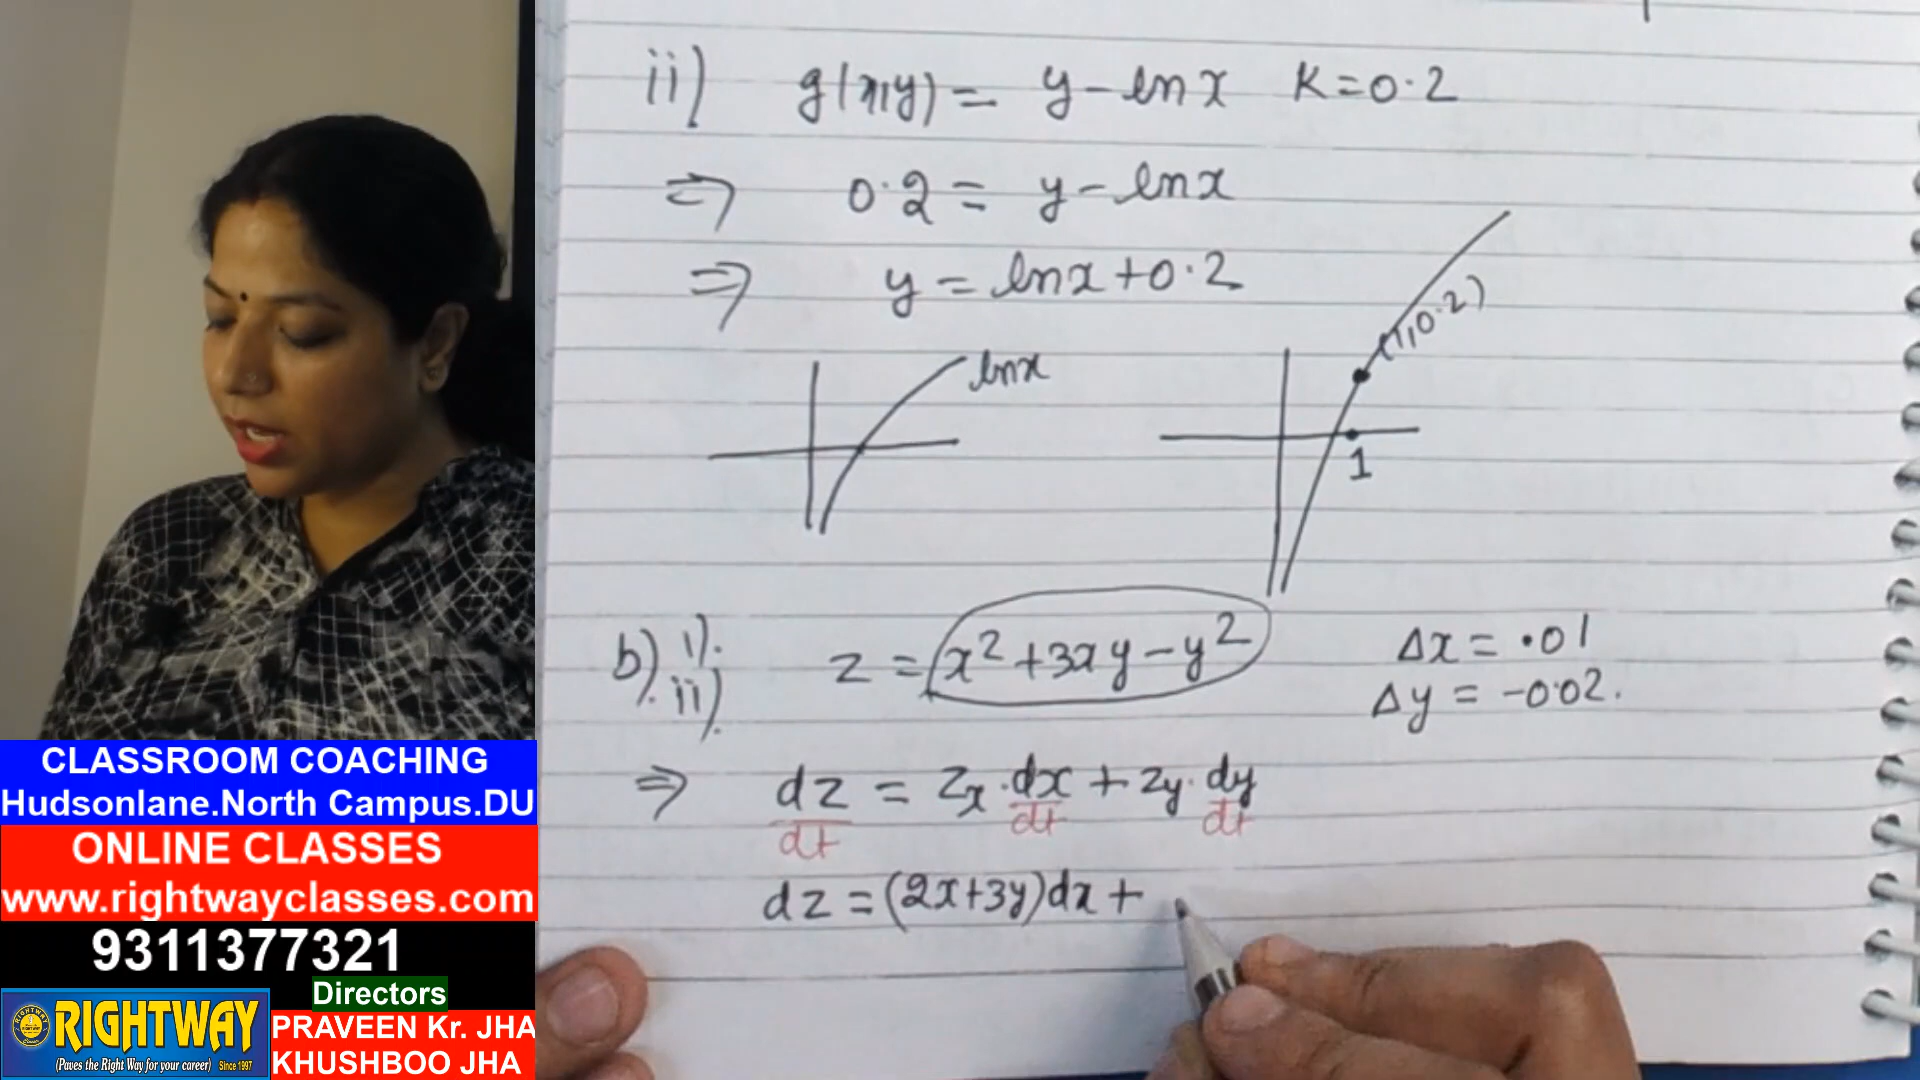 ii) g(x,y) = y - ln x K = 0.2
⇒ 0.2 = y - ln x
⇒ y = ln x + 0.2
ln x
(1,0.2)
1
b) i). z = x² + 3xy - y² Δx = .01
ii). Δy = -0.02.
⇒ dz/dt = z_x · dx/dt + z_y · dy/dt
dz = (2x+3y)dx +
CLASSROOM COACHING
Hudsonlane.North Campus.DU
ONLINE CLASSES
www.rightwayclasses.com
9311377321
Directors
PRAVEEN Kr. JHA
KHUSHBOO JHA
RIGHTWAY
(Paves the Right Way for your career) Since 1997